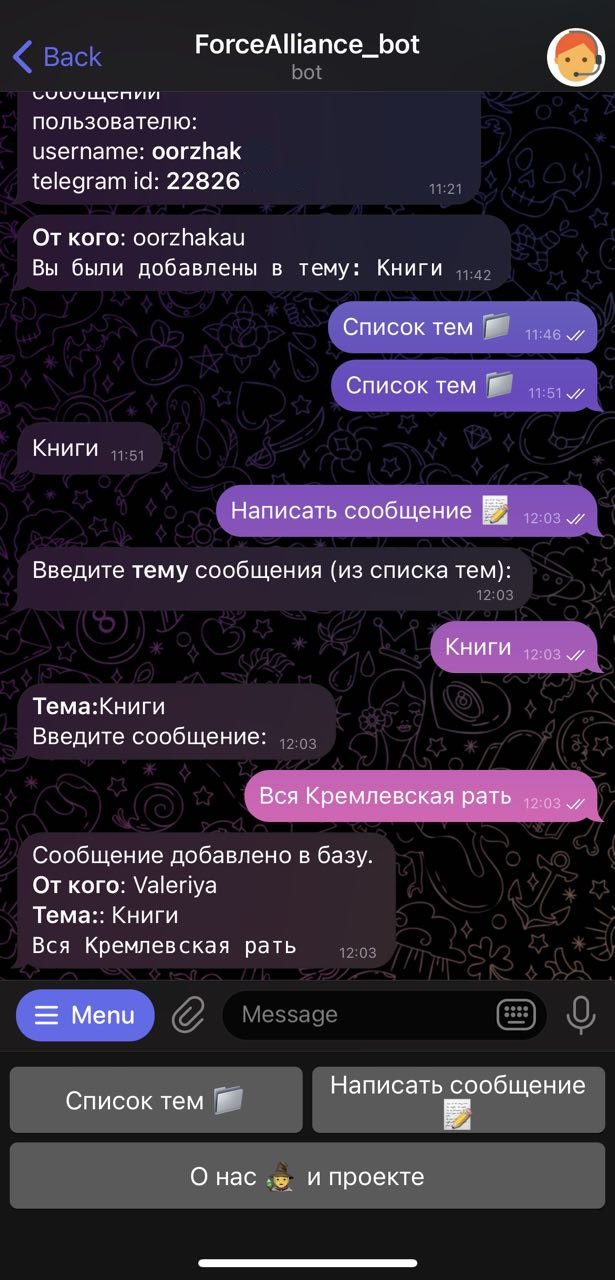 Back
ForceAlliance_bot
bot
сообщений
пользователю:
username: oorzhak
telegram id: 22826
11:21
От кого: oorzhakau
Вы были добавлены в тему: Книги 11:42
Список тем 11:46
Список тем 11:51
Книги 11:51
Написать сообщение 12:03
Введите тему сообщения (из списка тем):
12:03
Книги 12:03
Тема:Книги
Введите сообщение: 12:03
Вся Кремлевская рать 12:03
Сообщение добавлено в базу.
От кого: Valeriya
Тема:: Книги
Вся Кремлевская рать 12:03
Menu
Message
Список тем
Написать сообщение
О нас и проекте